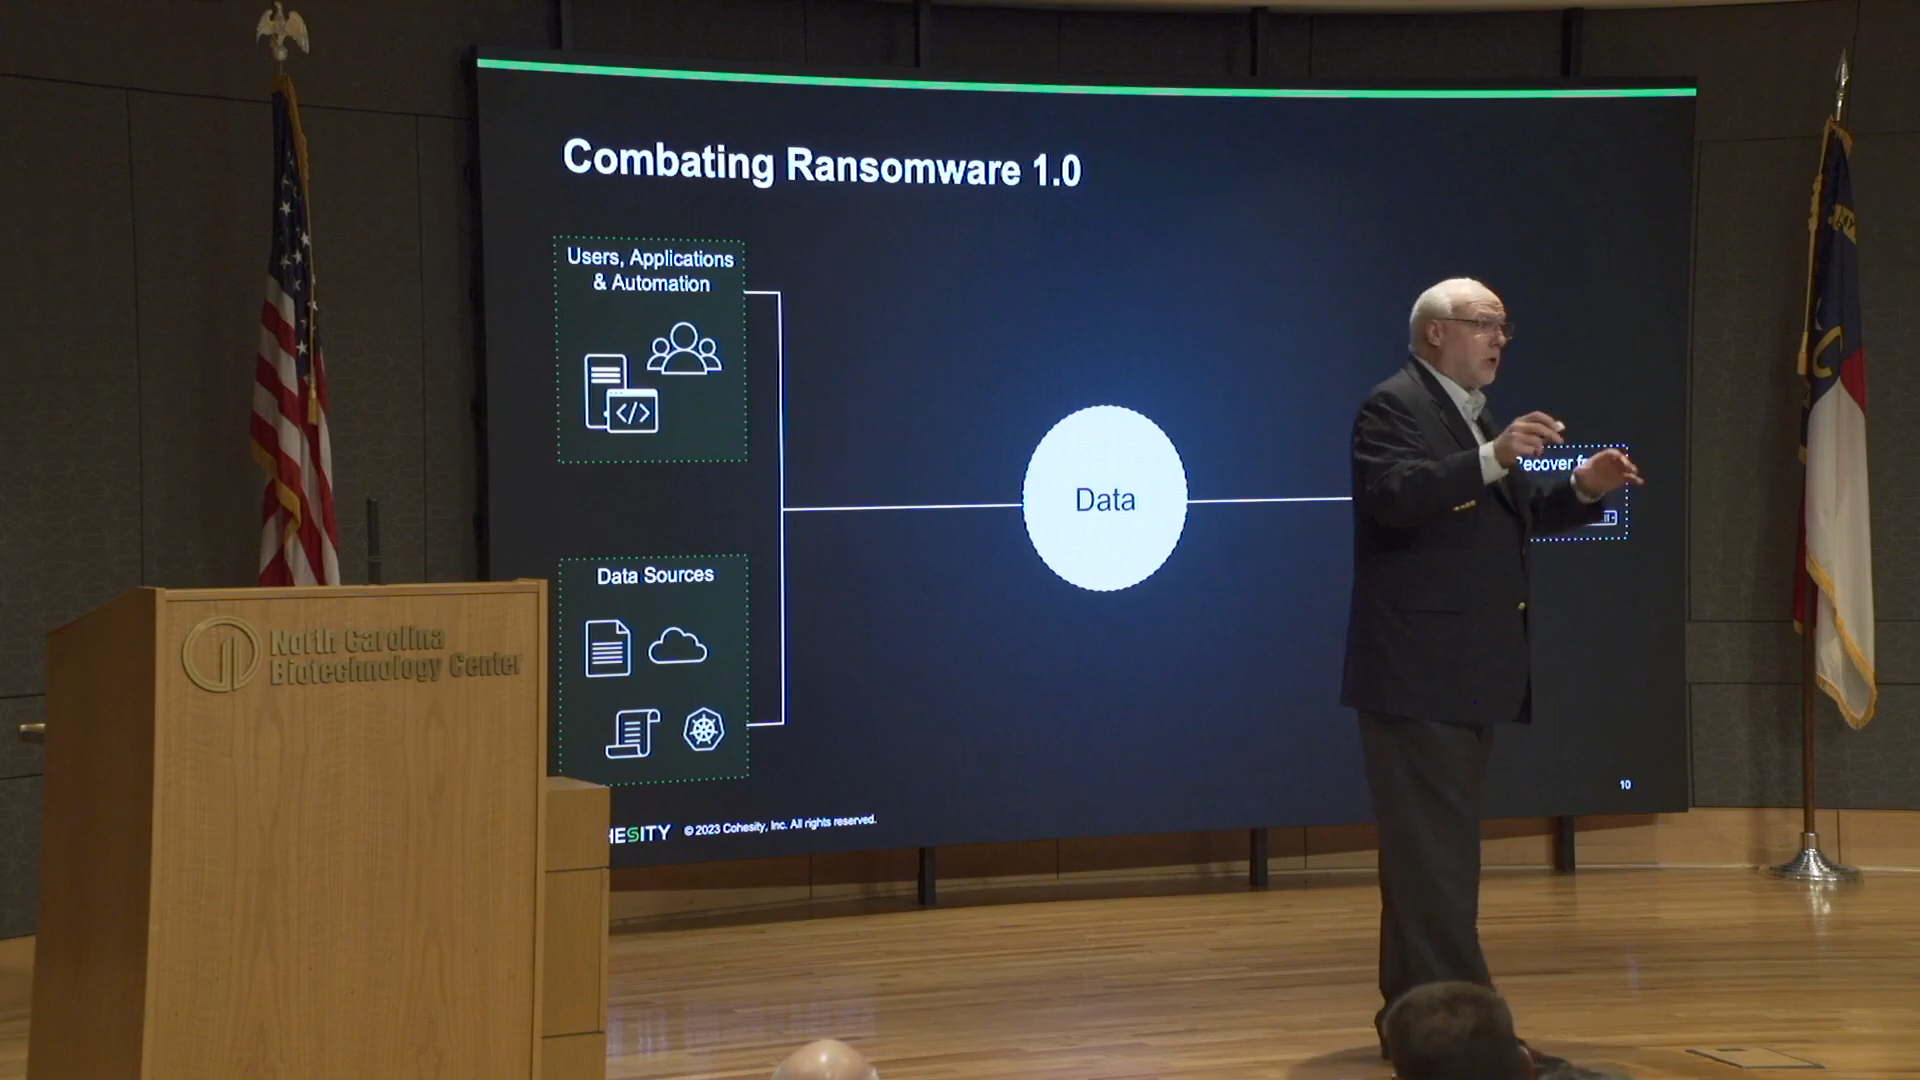 Combating Ransomware 1.0
Users, Applications
& Automation
</>
Data
Recover
Data Sources
North Carolina
Biotechnology Center
10
HESITY © 2023 Cohesity, Inc. All rights reserved.